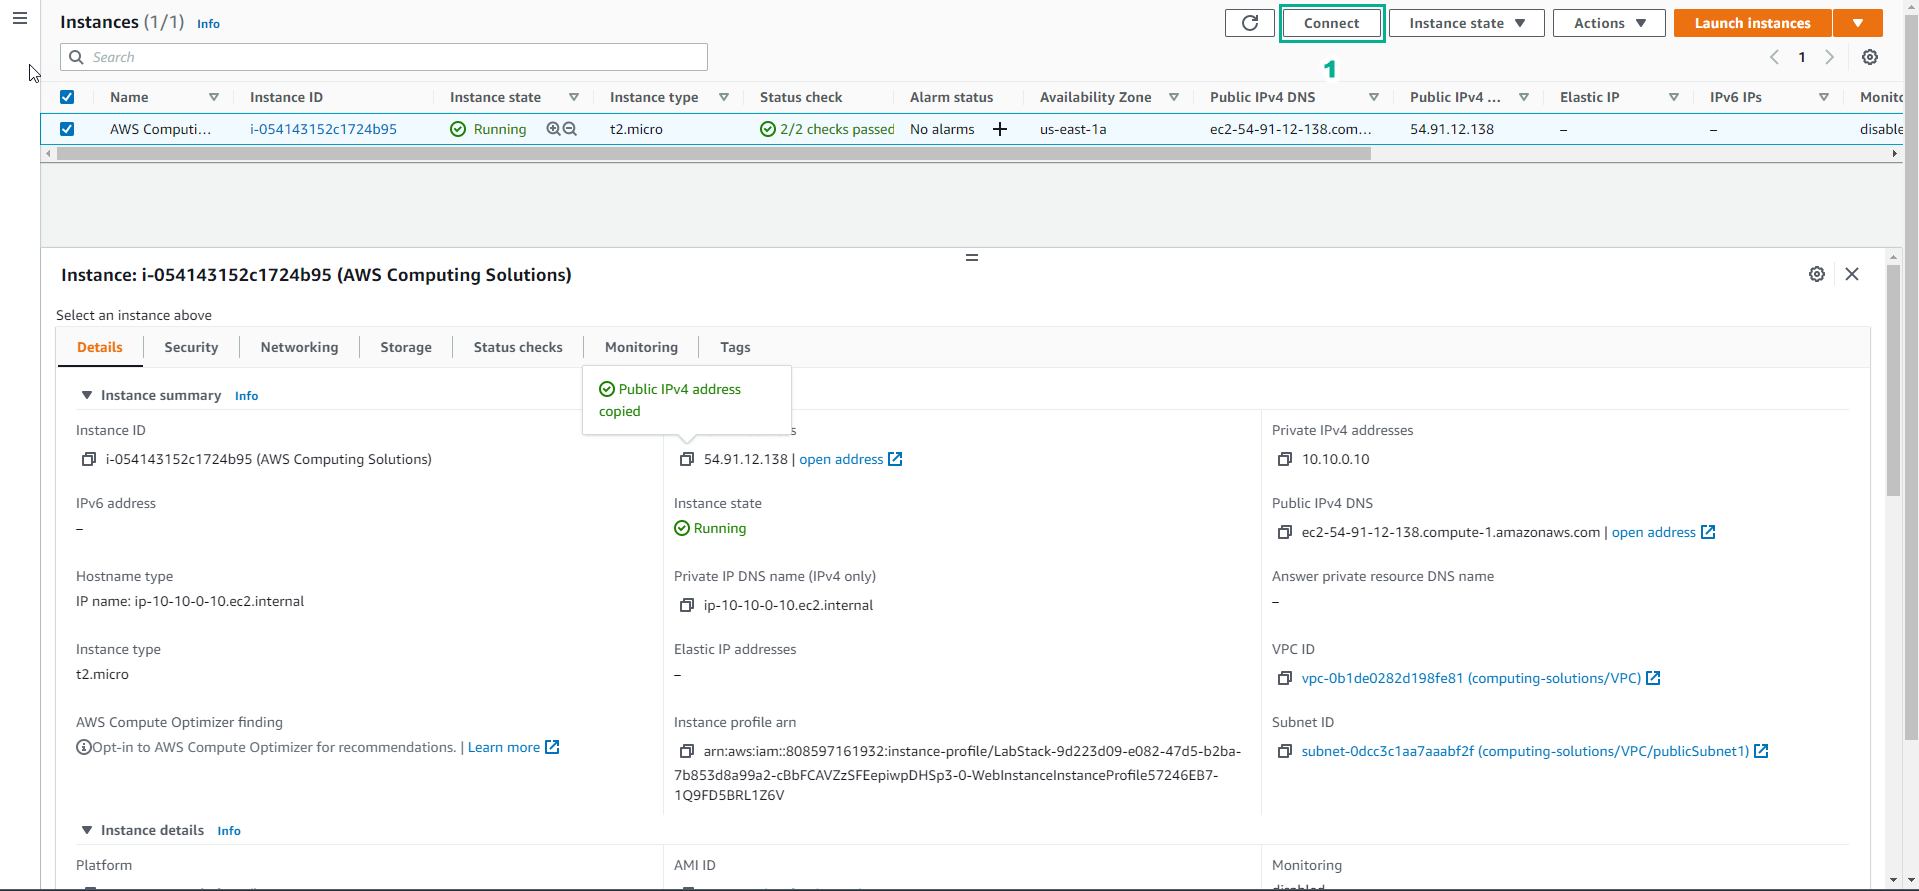 Instances (1/1) Info
Connect
Instance state
Actions
Launch instances
Search
1
1
Name Instance ID Instance state Instance type Status check Alarm status Availability Zone Public IPv4 DNS Public IPv4 ... Elastic IP IPv6 IPs Monito
AWS Computi... i-054143152c1724b95 Running t2.micro 2/2 checks passed No alarms + us-east-1a ec2-54-91-12-138.com... 54.91.12.138 – – disable
Instance: i-054143152c1724b95 (AWS Computing Solutions)
Select an instance above
Details Security Networking Storage Status checks Monitoring Tags
Public IPv4 address
copied
Instance summary Info
Instance ID
i-054143152c1724b95 (AWS Computing Solutions)
s
54.91.12.138 | open address
Private IPv4 addresses
10.10.0.10
IPv6 address
–
Instance state
Running
Public IPv4 DNS
ec2-54-91-12-138.compute-1.amazonaws.com | open address
Hostname type
IP name: ip-10-10-0-10.ec2.internal
Private IP DNS name (IPv4 only)
ip-10-10-0-10.ec2.internal
Answer private resource DNS name
–
Instance type
t2.micro
Elastic IP addresses
–
VPC ID
vpc-0b1de0282d198fe81 (computing-solutions/VPC)
AWS Compute Optimizer finding
Opt-in to AWS Compute Optimizer for recommendations. | Learn more
Instance profile arn
arn:aws:iam::808597161932:instance-profile/LabStack-9d223d09-e082-47d5-b2ba-
7b853d8a99a2-cBbFCAVZzSFEepiwpDHSp3-0-WebInstanceInstanceProfile57246EB7-
1Q9FD5BRL1Z6V
Subnet ID
subnet-0dcc3c1aa7aaabf2f (computing-solutions/VPC/publicSubnet1)
Instance details Info
Platform
AMI ID
Monitoring
disabled